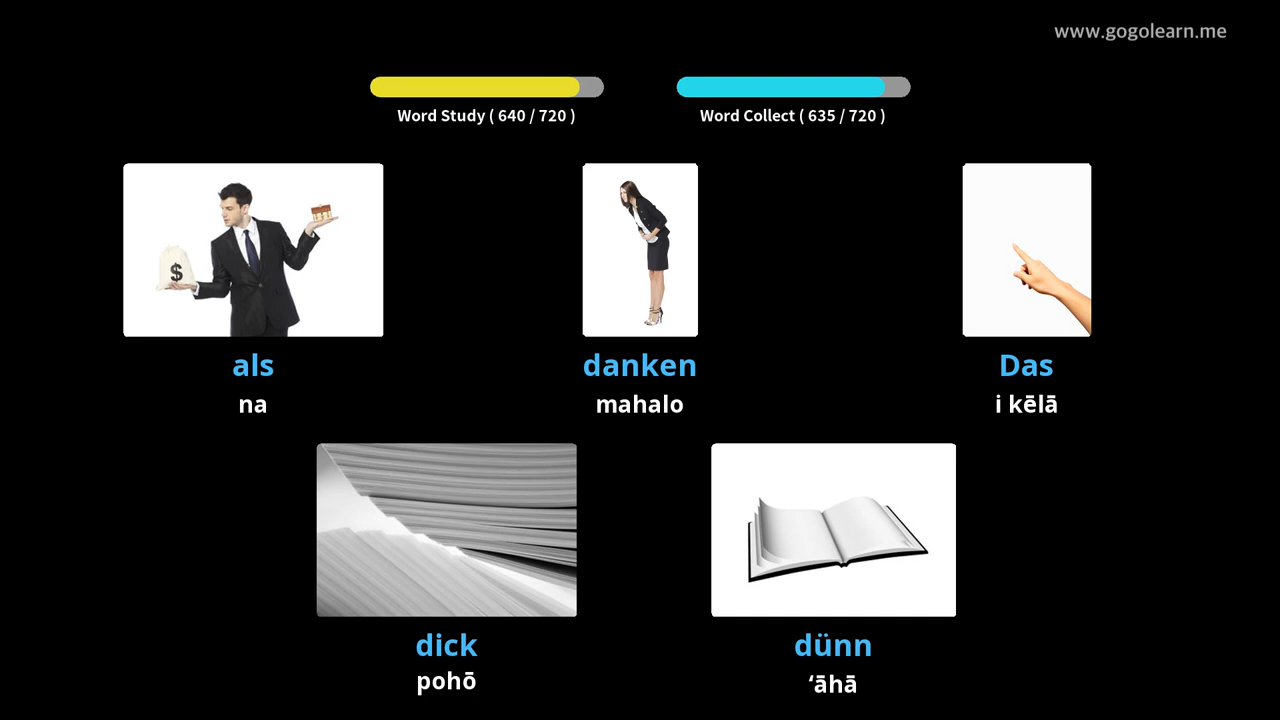 www.gogolearn.me
Word Study ( 640 / 720 )
Word Collect ( 635 / 720 )
$
als
na
danken
mahalo
Das
i kēlā
dick
pohō
dünn
ʻāhā